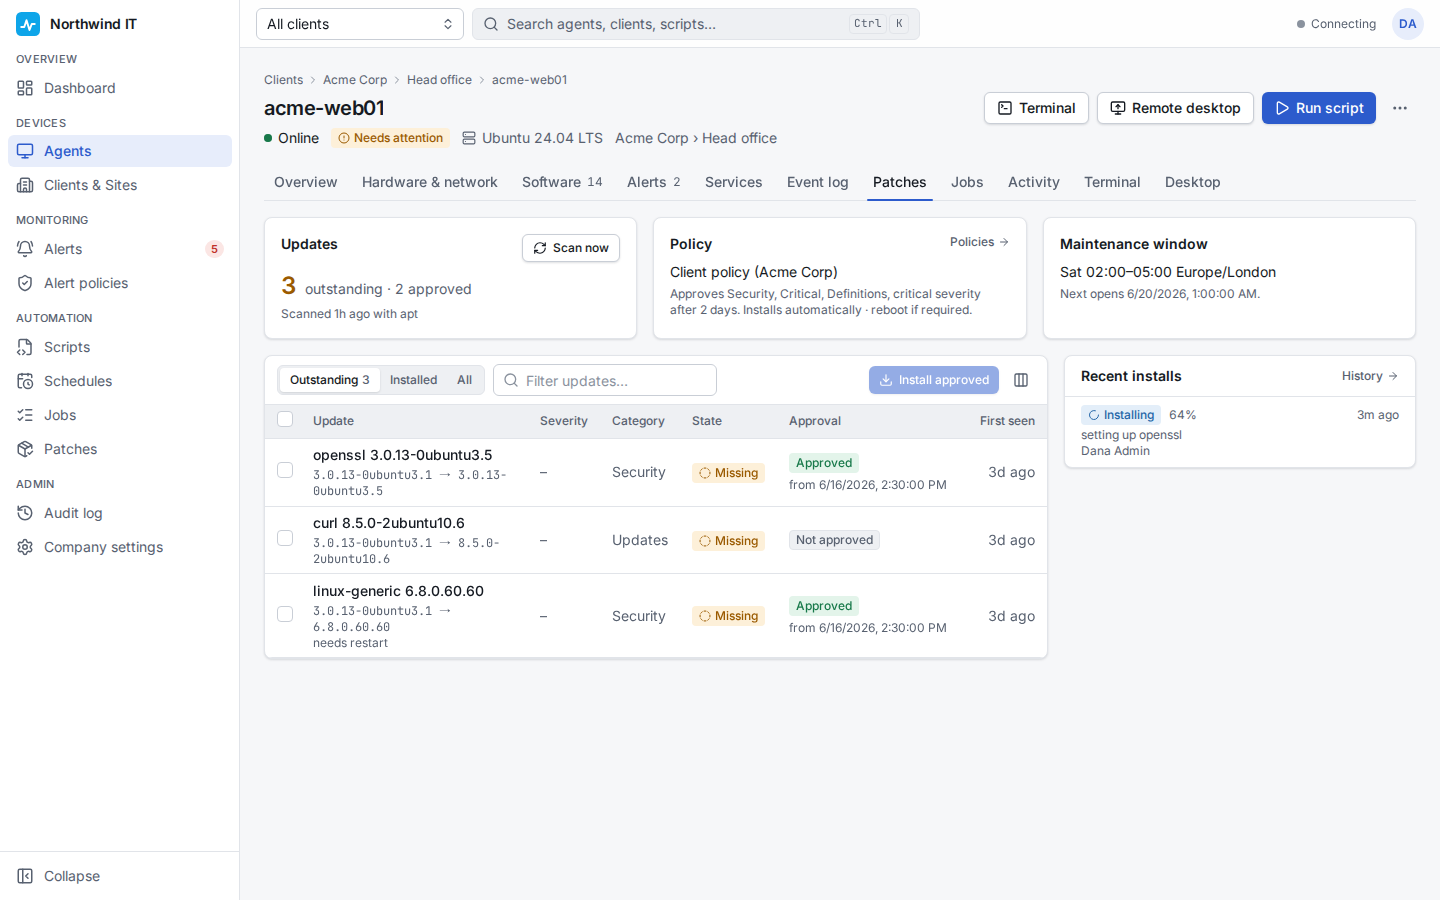 Northwind IT
All clients
Search agents, clients, scripts...
Ctrl K
Connecting
DA
OVERVIEW
Dashboard
DEVICES
Agents
Clients & Sites
MONITORING
Alerts 5
Alert policies
AUTOMATION
Scripts
Schedules
Jobs
Patches
ADMIN
Audit log
Company settings
Collapse
Clients > Acme Corp > Head office > acme-web01
acme-web01
Terminal
Remote desktop
Run script
Online
Needs attention
Ubuntu 24.04 LTS
Acme Corp › Head office
Overview Hardware & network Software 14 Alerts 2 Services Event log Patches Jobs Activity Terminal Desktop
Updates
Scan now
3 outstanding · 2 approved
Scanned 1h ago with apt
Policy
Policies →
Client policy (Acme Corp)
Approves Security, Critical, Definitions, critical severity
after 2 days. Installs automatically · reboot if required.
Maintenance window
Sat 02:00–05:00 Europe/London
Next opens 6/20/2026, 1:00:00 AM.
Outstanding 3 Installed All
Filter updates...
Install approved
Update Severity Category State Approval First seen
openssl 3.0.13-0ubuntu3.5
3.0.13-0ubuntu3.1 → 3.0.13-
0ubuntu3.5
– Security Missing
Approved
from 6/16/2026, 2:30:00 PM
3d ago
curl 8.5.0-2ubuntu10.6
3.0.13-0ubuntu3.1 → 8.5.0-
2ubuntu10.6
– Updates Missing Not approved 3d ago
linux-generic 6.8.0.60.60
3.0.13-0ubuntu3.1 →
6.8.0.60.60
needs restart
– Security Missing
Approved
from 6/16/2026, 2:30:00 PM
3d ago
Recent installs
History →
Installing 64% 3m ago
setting up openssl
Dana Admin